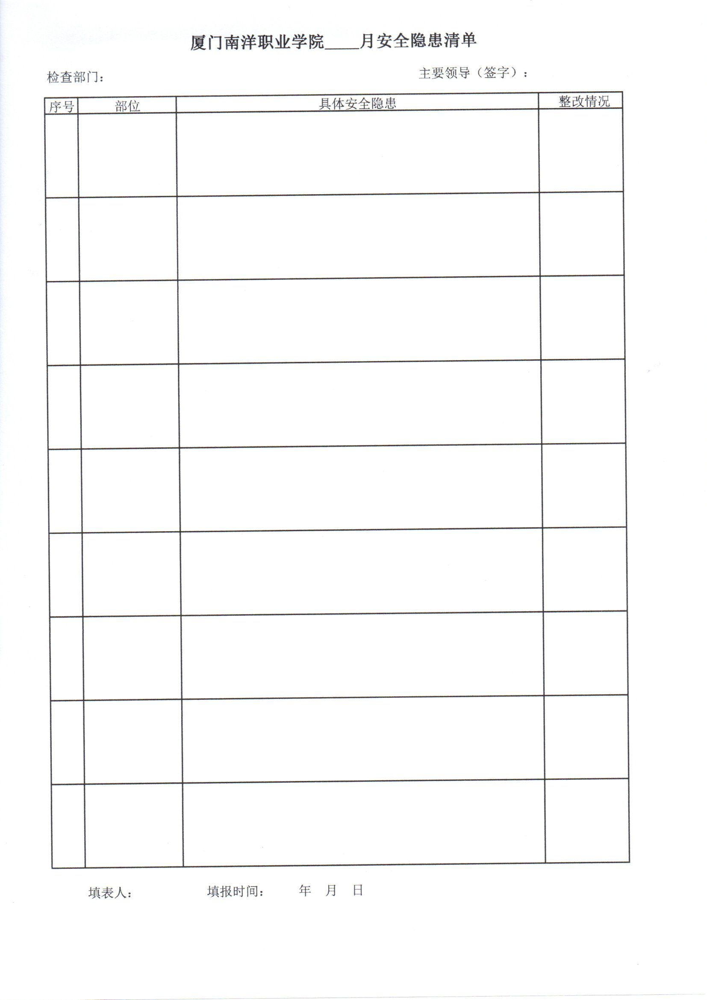 厦门南洋职业学院____月安全隐患清单
检查部门： 主要领导（签字）：
序号 部位 具体安全隐患 整改情况
填表人： 填报时间： 年 月 日